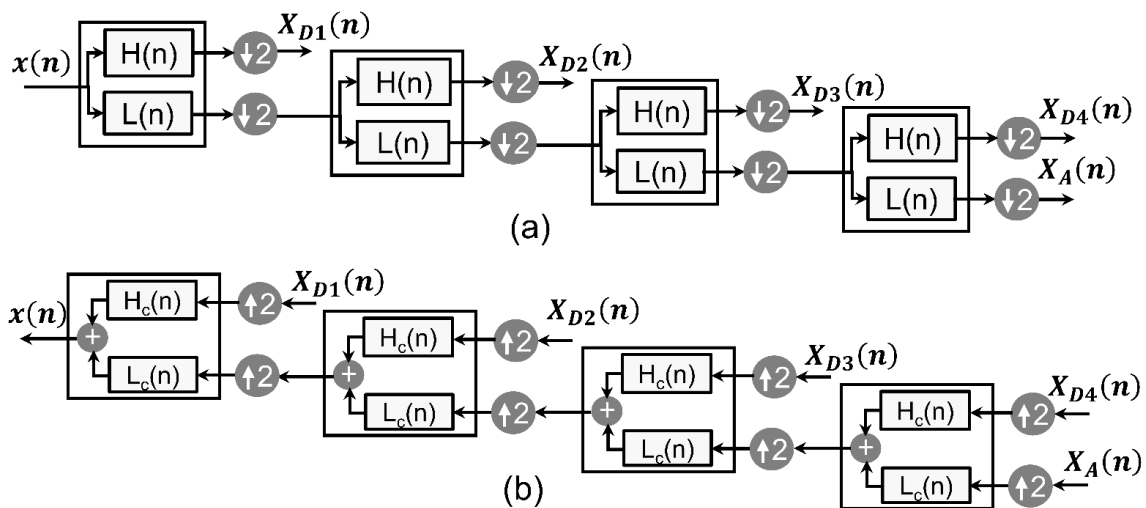 x(n)
H(n)
↓2
X_D1(n)
L(n)
↓2
H(n)
↓2
X_D2(n)
L(n)
↓2
H(n)
↓2
X_D3(n)
L(n)
↓2
H(n)
↓2
X_D4(n)
L(n)
↓2
X_A(n)
(a)
x(n)
+
H_c(n)
↑2
X_D1(n)
L_c(n)
↑2
+
H_c(n)
↑2
X_D2(n)
L_c(n)
↑2
+
H_c(n)
↑2
X_D3(n)
L_c(n)
↑2
+
H_c(n)
↑2
X_D4(n)
L_c(n)
↑2
X_A(n)
(b)